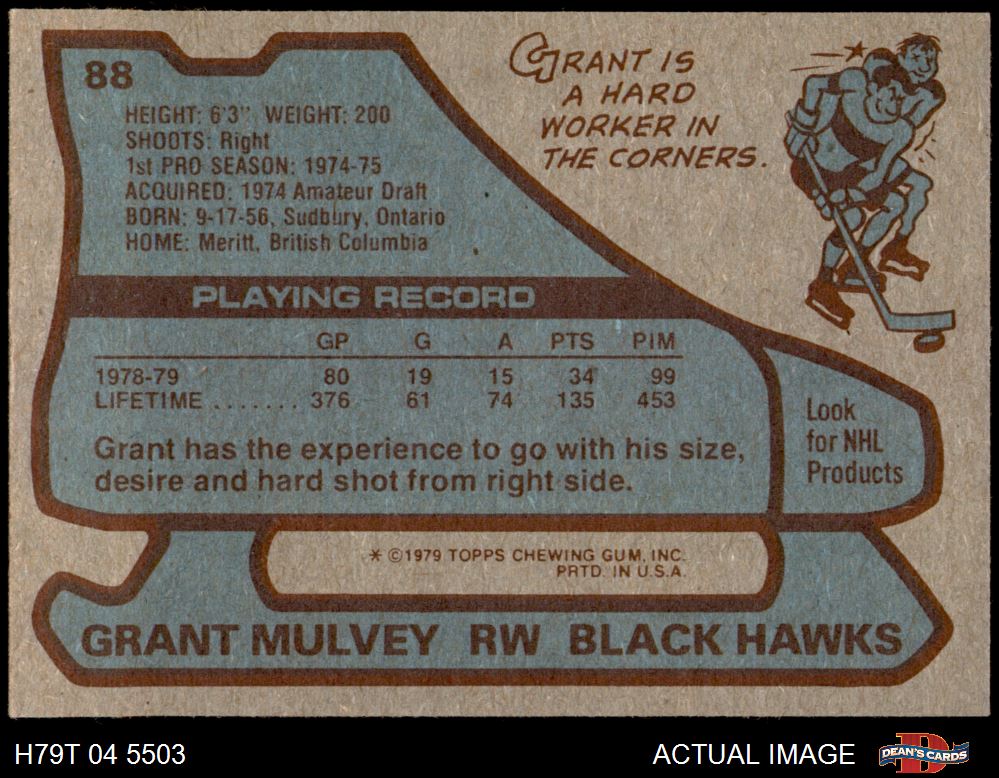 88
HEIGHT: 6'3" WEIGHT: 200
SHOOTS: Right
1st PRO SEASON: 1974-75
ACQUIRED: 1974 Amateur Draft
BORN: 9-17-56, Sudbury, Ontario
HOME: Meritt, British Columbia
GRANT IS
A HARD
WORKER IN
THE CORNERS.
PLAYING RECORD
GP G A PTS PIM
1978-79 80 19 15 34 99
LIFETIME ....... 376 61 74 135 453
Grant has the experience to go with his size,
desire and hard shot from right side.
Look
for NHL
Products
* ©1979 TOPPS CHEWING GUM, INC.
PRTD. IN U.S.A.
GRANT MULVEY RW BLACK HAWKS
H79T 04 5503 ACTUAL IMAGE DEAN'S CARDS